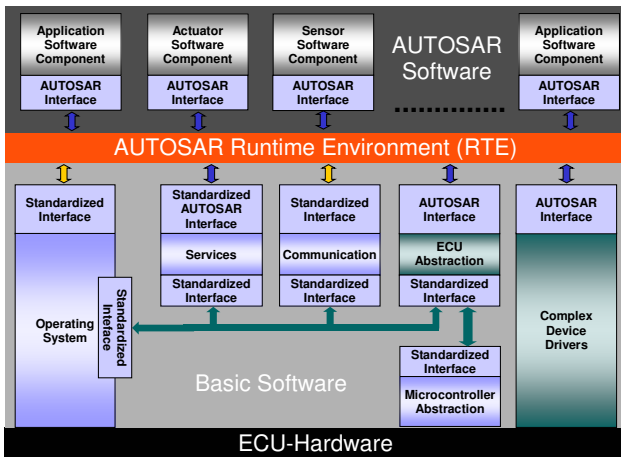 Application
Software
Component
AUTOSAR
Interface
Actuator
Software
Component
AUTOSAR
Interface
Sensor
Software
Component
AUTOSAR
Interface
AUTOSAR
Software
Application
Software
Component
AUTOSAR
Interface
AUTOSAR Runtime Environment (RTE)
Standardized
Interface
Operating
System
Standardized
Inteface
Standardized
AUTOSAR
Interface
Services
Standardized
Interface
Standardized
Interface
Communication
Standardized
Interface
AUTOSAR
Interface
ECU
Abstraction
Standardized
Interface
Standardized
Interface
Microcontroller
Abstraction
AUTOSAR
Interface
Complex
Device
Drivers
Basic Software
ECU-Hardware